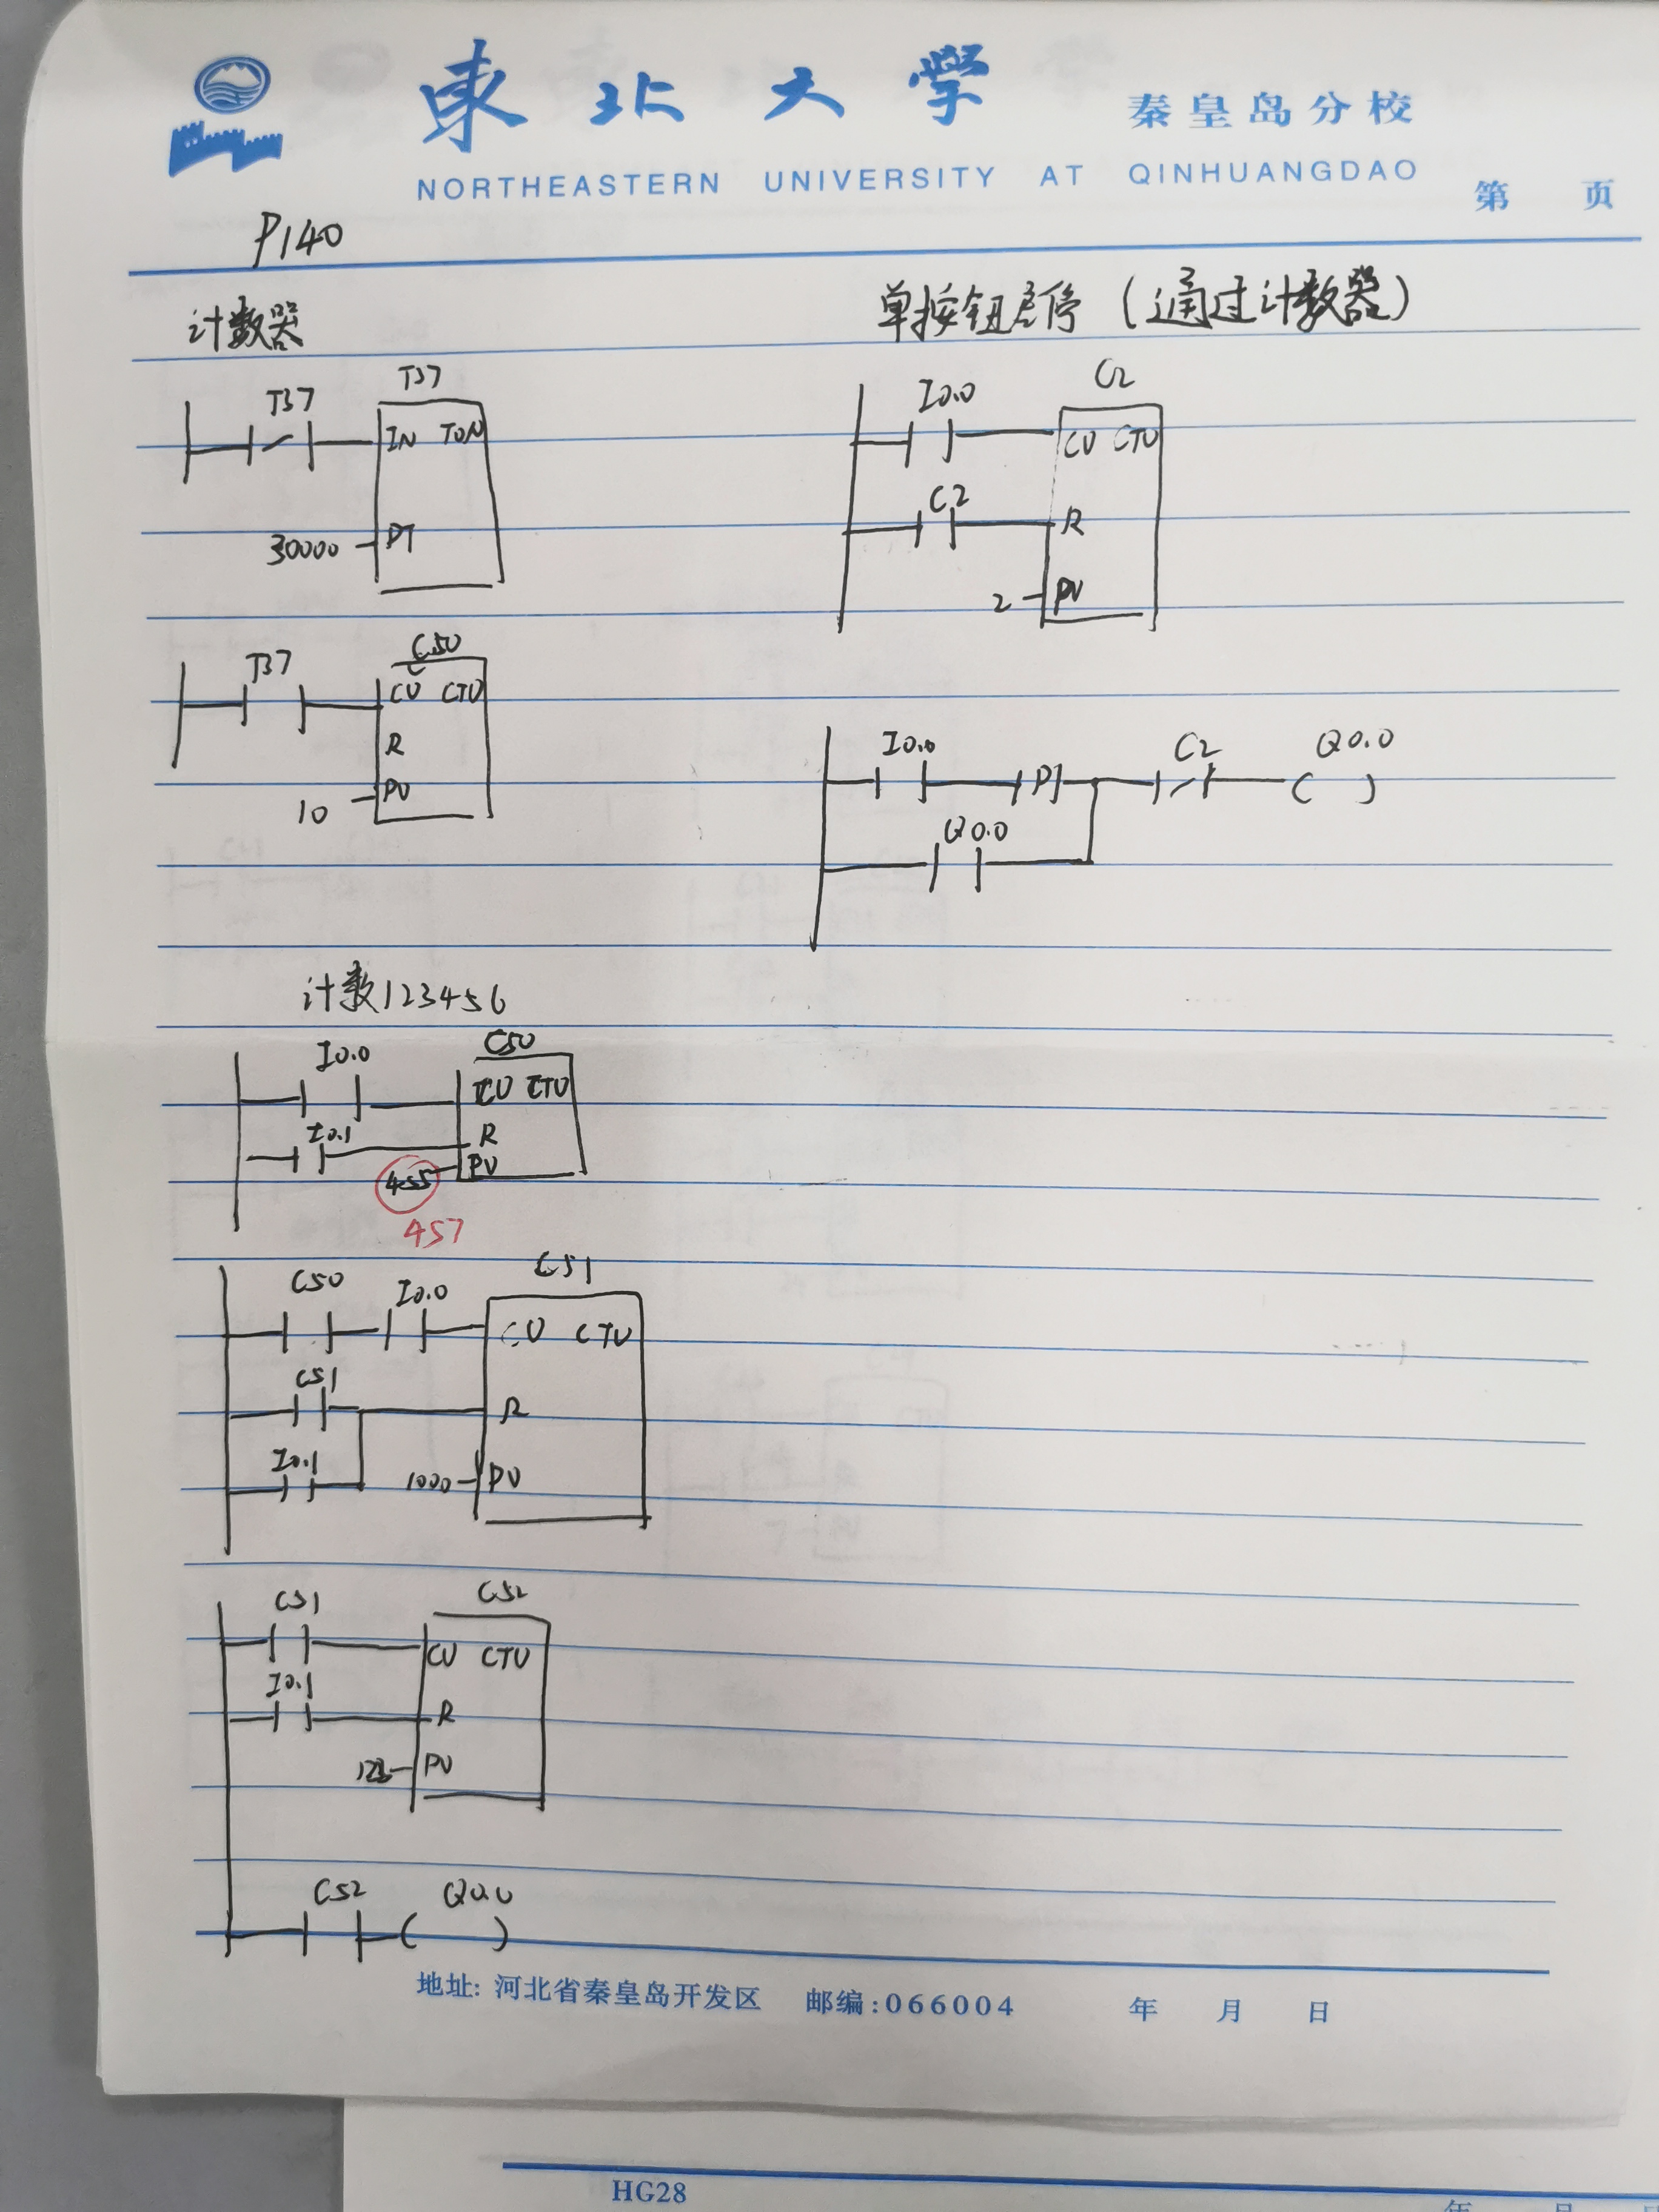 東北大学 秦皇岛分校
NORTHEASTERN UNIVERSITY AT QINHUANGDAO
第 页
P140
计数器
T37 T37
IN TON
30000 PT
T37 C50
CU CTU
R
10 PV
计数123456
I0.0 C50
CU CTU
I0.1 R
455 PV
457
C50 I0.0 C51
CU CTU
C51 R
I0.1 1000 PV
C51 C52
CU CTU
I0.1 R
123 PV
C52 Q0.0
单按钮启停（通过计数器）
I0.0 C2
CU CTU
C2 R
2 PV
I0.0 P C2 Q0.0
Q0.0
地址: 河北省秦皇岛开发区 邮编:066004 年 月 日
HG28